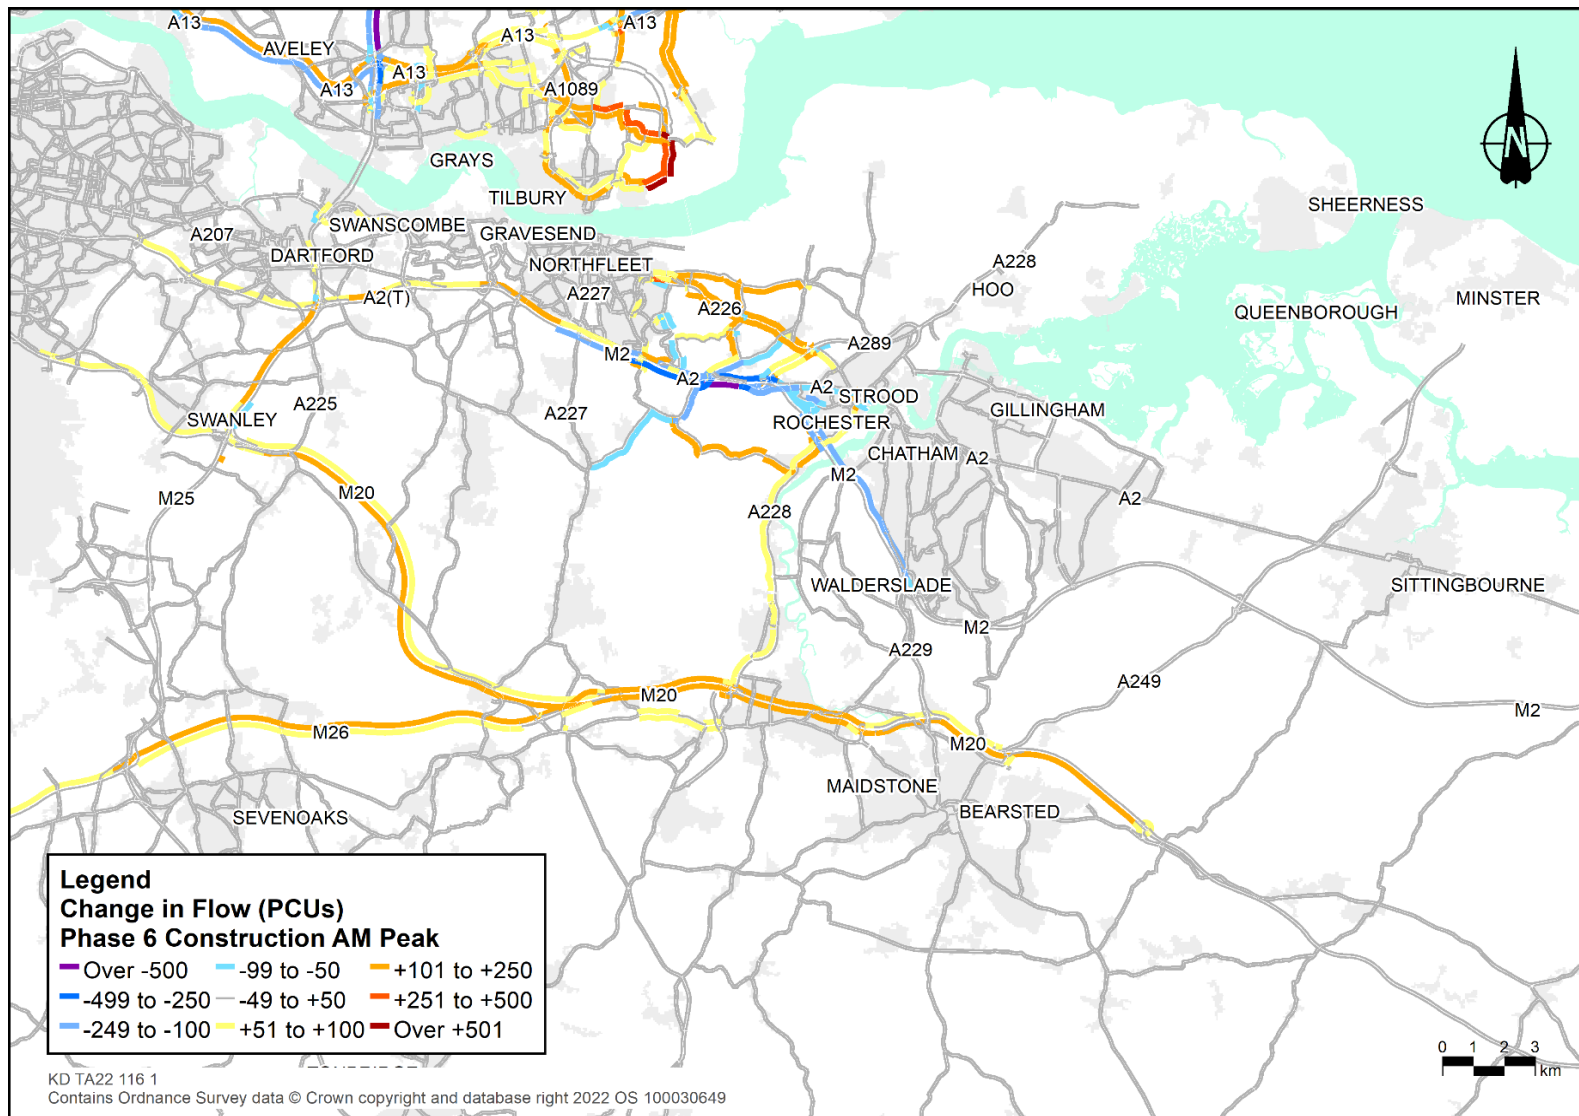 A13
A13
A13
AVELEY
A13
A13
A1089
GRAYS
TILBURY
N
SHEERNESS
SWANSCOMBE
A207
GRAVESEND
DARTFORD
NORTHFLEET
A228
HOO
A2(T)
A227
A226
MINSTER
QUEENBOROUGH
M2
A289
A2
A2
STROOD
A225
A227
GILLINGHAM
SWANLEY
ROCHESTER
CHATHAM
A2
M2
M25
M20
A2
A228
WALDERSLADE
SITTINGBOURNE
M2
A229
A249
M20
M2
M26
M20
MAIDSTONE
BEARSTED
SEVENOAKS
Legend
Change in Flow (PCUs)
Phase 6 Construction AM Peak
Over -500 -99 to -50 +101 to +250
-499 to -250 -49 to +50 +251 to +500
-249 to -100 +51 to +100 Over +501
0 1 2 3
km
KD TA22 116 1
Contains Ordnance Survey data © Crown copyright and database right 2022 OS 100030649